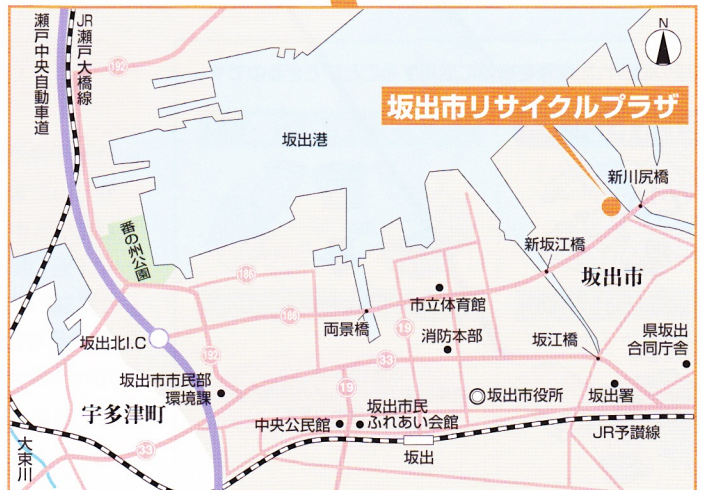 瀬戸中央自動車道
JR瀬戸大橋線
192
N
坂出港
坂出市リサイクルプラザ
新川尻橋
番の州公園
新坂江橋
坂出市
186
市立体育館
186
両景橋
19
消防本部
坂江橋
県坂出
合同庁舎
坂出北I.C
192
33
坂出市市民部
環境課
19
坂出市役所
坂出署
宇多津町
中央公民館
坂出市民
ふれあい会館
33
大束川
坂出
JR予讃線